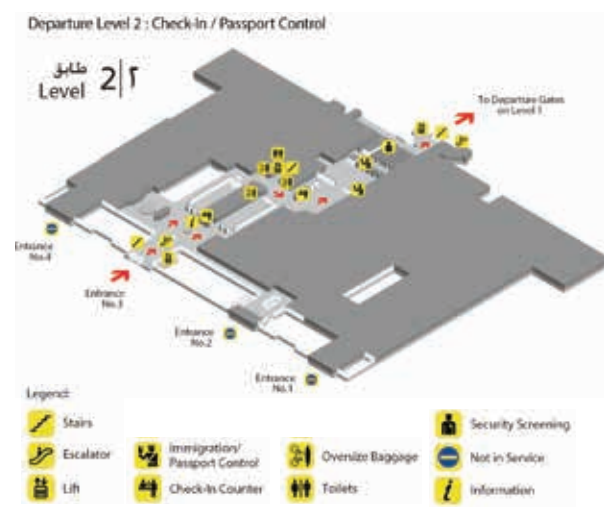 Departure Level 2 : Check-In / Passport Control
طابق
Level 2 | ٢
To Departure Gates
on Level 1
Entrance
No.4
Entrance
No.3
Entrance
No.2
Entrance
No.1
Legend:
Stairs
Escalator
Lift
Immigration/
Passport Control
Check-In Counter
Oversize Baggage
Toilets
Security Screening
Not in Service
Information